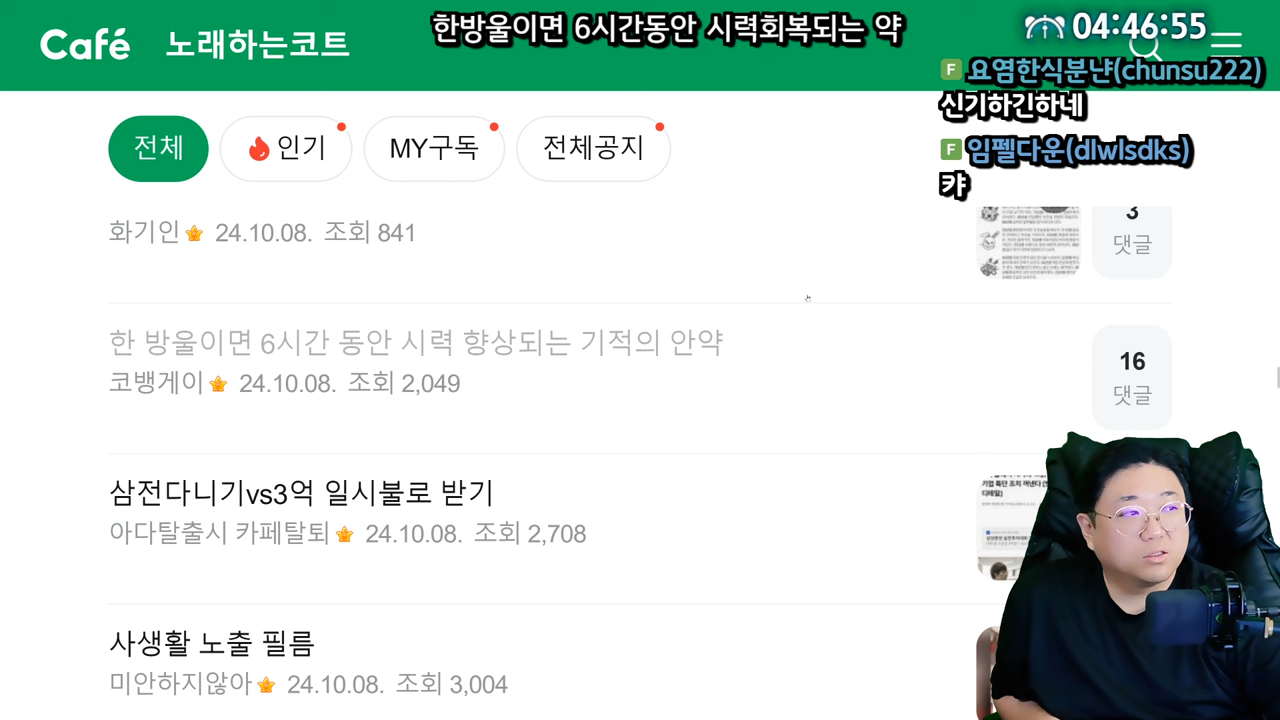 Café 노래하는코트
한방울이면 6시간동안 시력회복되는 약
04:46:55
F 요염한식분냔(chunsu222)
신기하긴하네
F 임펠다운(dlwlsdks)
캬
전체 인기 MY구독 전체공지
화기인 24.10.08. 조회 841
3
댓글
한 방울이면 6시간 동안 시력 향상되는 기적의 안약
코뱅게이 24.10.08. 조회 2,049
16
댓글
삼전다니기vs3억 일시불로 받기
아다탈출시 카페탈퇴 24.10.08. 조회 2,708
사생활 노출 필름
미안하지않아 24.10.08. 조회 3,004